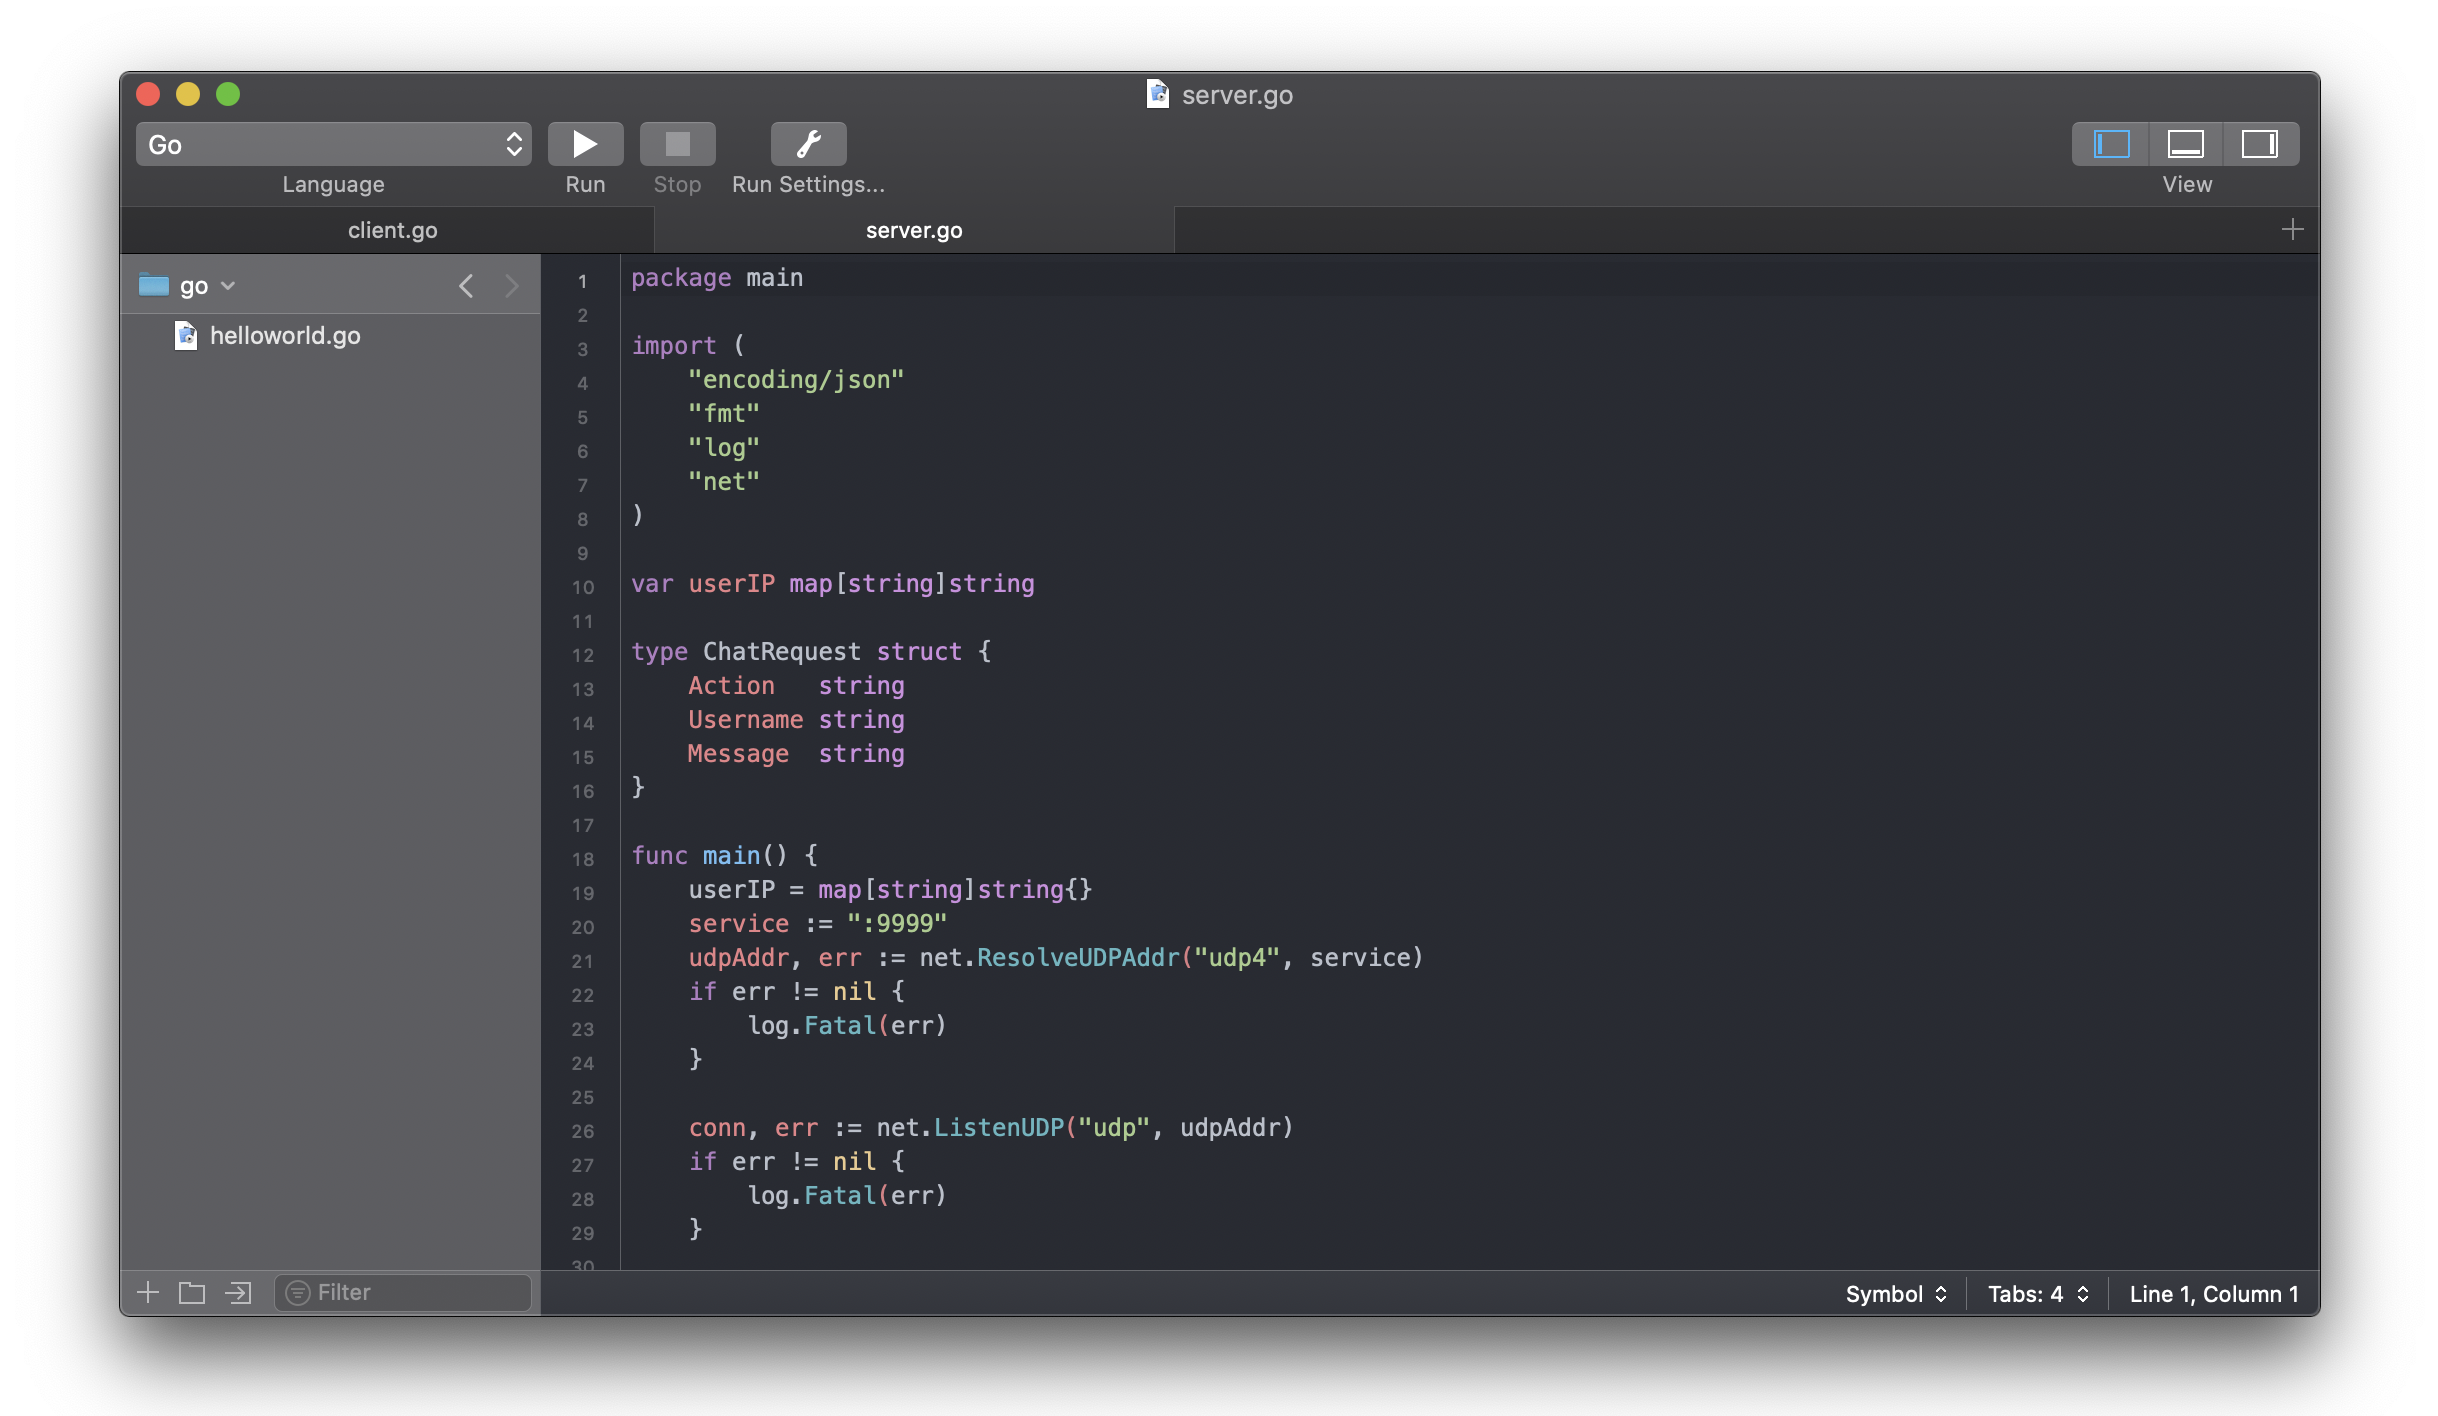 server.go
Go
Language
Run
Stop
Run Settings...
View
client.go
server.go
go
helloworld.go
1 package main
2
3 import (
4     "encoding/json"
5     "fmt"
6     "log"
7     "net"
8 )
9
10 var userIP map[string]string
11
12 type ChatRequest struct {
13     Action   string
14     Username string
15     Message  string
16 }
17
18 func main() {
19     userIP = map[string]string{}
20     service := ":9999"
21     udpAddr, err := net.ResolveUDPAddr("udp4", service)
22     if err != nil {
23         log.Fatal(err)
24     }
25
26     conn, err := net.ListenUDP("udp", udpAddr)
27     if err != nil {
28         log.Fatal(err)
29     }
30
Filter
Symbol
Tabs: 4
Line 1, Column 1